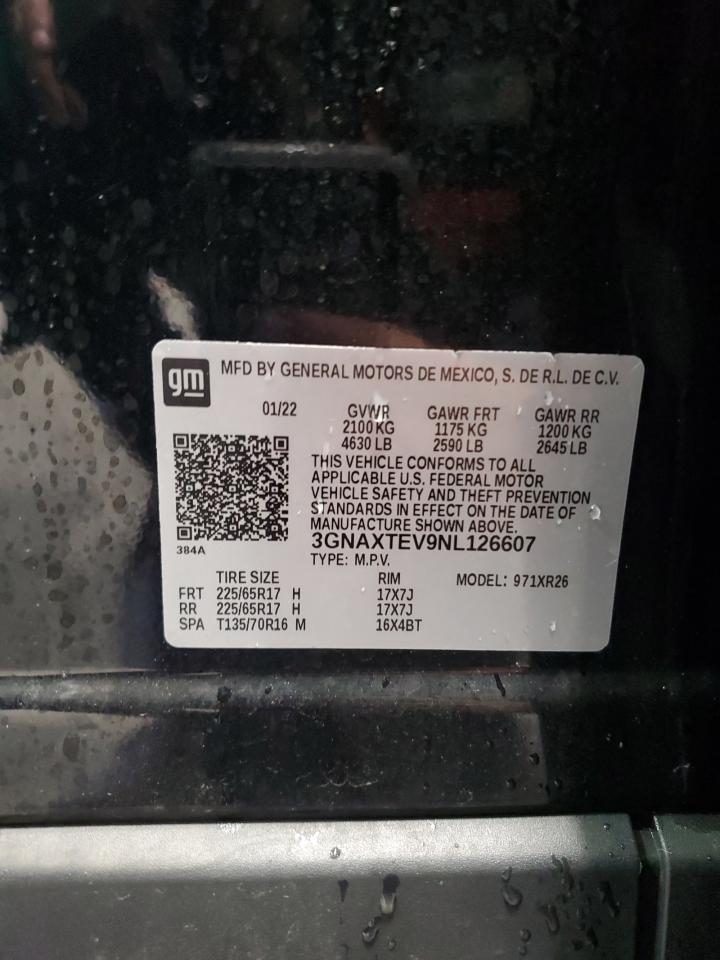 gm MFD BY GENERAL MOTORS DE MEXICO, S. DE R.L. DE C.V.
01/22 GVWR GAWR FRT GAWR RR
2100 KG 1175 KG 1200 KG
4630 LB 2590 LB 2645 LB
THIS VEHICLE CONFORMS TO ALL
APPLICABLE U.S. FEDERAL MOTOR
VEHICLE SAFETY AND THEFT PREVENTION
STANDARDS IN EFFECT ON THE DATE OF
MANUFACTURE SHOWN ABOVE.
384A
3GNAXTEV9NL126607
TYPE: M.P.V.
TIRE SIZE RIM MODEL: 971XR26
FRT 225/65R17 H 17X7J
RR 225/65R17 H 17X7J
SPA T135/70R16 M 16X4BT